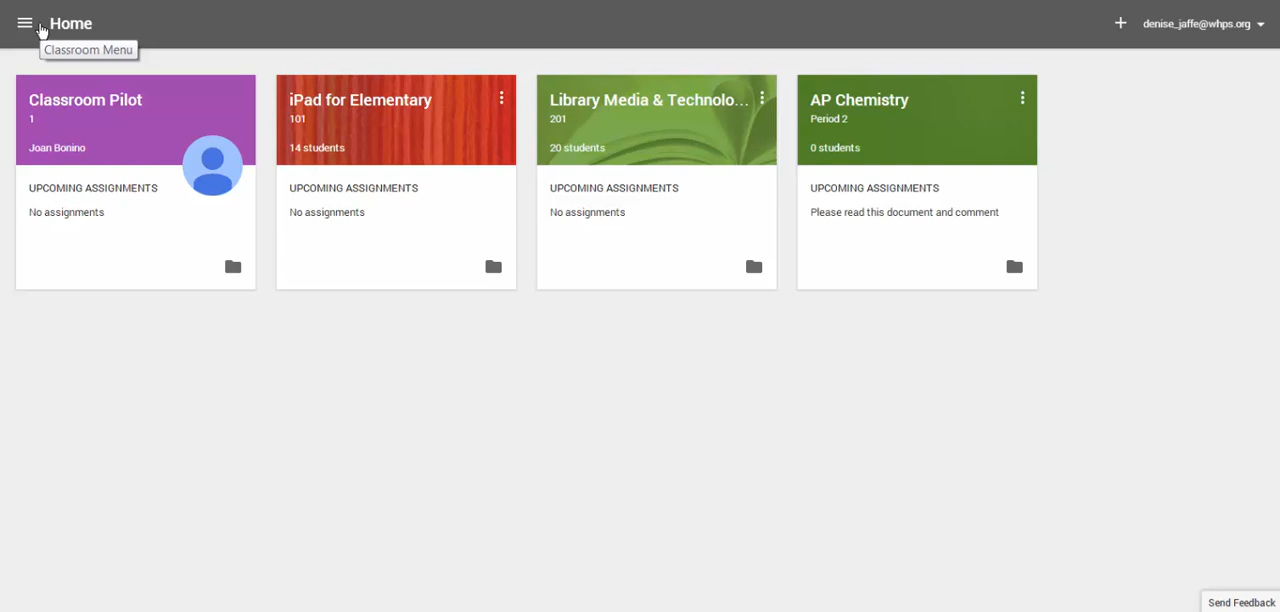 Home
denise_jaffe@whps.org
Classroom Menu
Classroom Pilot
1
Joan Bonino
UPCOMING ASSIGNMENTS
No assignments
iPad for Elementary
101
14 students
UPCOMING ASSIGNMENTS
No assignments
Library Media & Technolo...
201
20 students
UPCOMING ASSIGNMENTS
No assignments
AP Chemistry
Period 2
0 students
UPCOMING ASSIGNMENTS
Please read this document and comment
Send Feedback